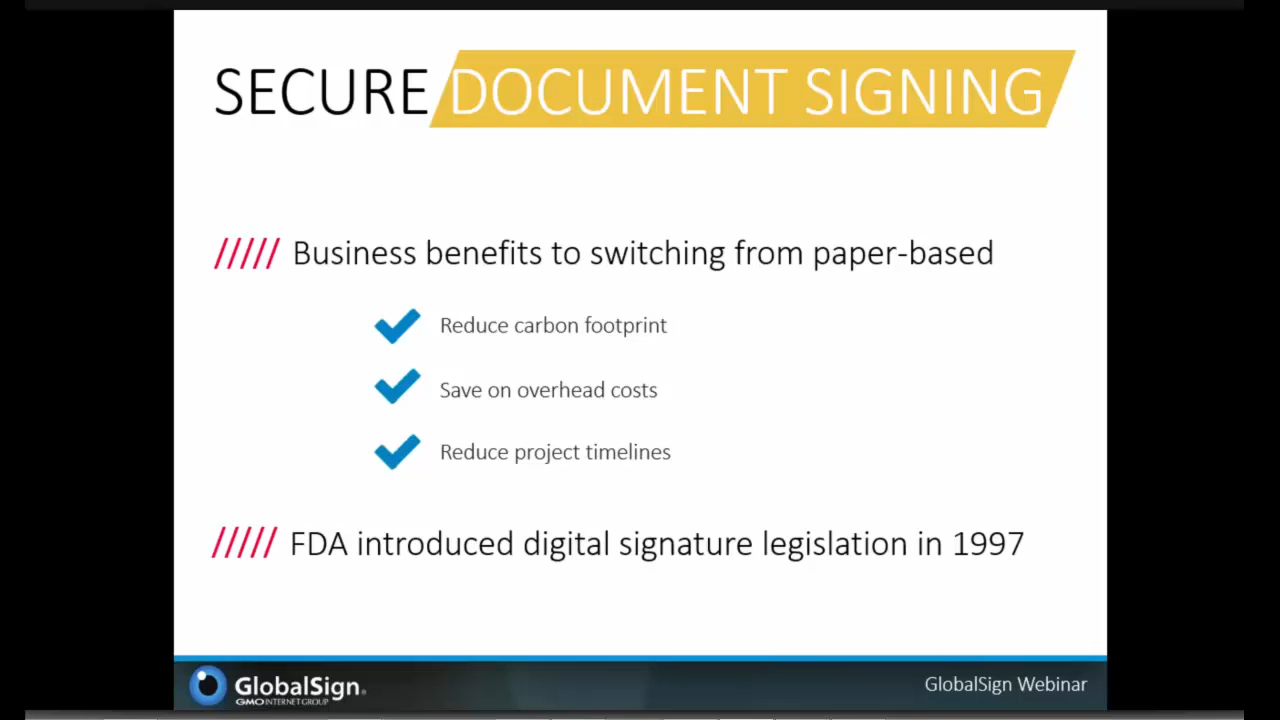 SECURE DOCUMENT SIGNING
///// Business benefits to switching from paper-based
Reduce carbon footprint
Save on overhead costs
Reduce project timelines
///// FDA introduced digital signature legislation in 1997
GlobalSign.
GMO INTERNET GROUP
GlobalSign Webinar